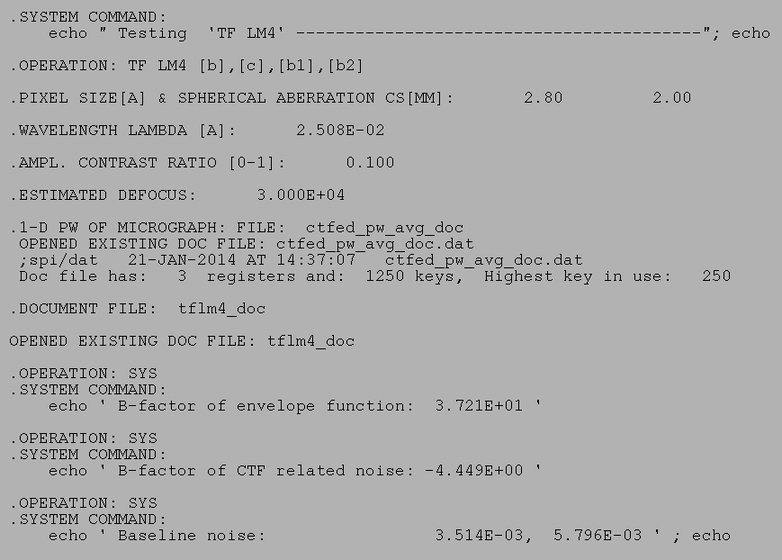 .SYSTEM COMMAND:
echo " Testing 'TF LM4' -----------------------------------------"; echo
.OPERATION: TF LM4 [b],[c],[b1],[b2]
.PIXEL SIZE[A] & SPHERICAL ABERRATION CS[MM]: 2.80 2.00
.WAVELENGTH LAMBDA [A]: 2.508E-02
.AMPL. CONTRAST RATIO [0-1]: 0.100
.ESTIMATED DEFOCUS: 3.000E+04
.1-D PW OF MICROGRAPH: FILE: ctfed_pw_avg_doc
OPENED EXISTING DOC FILE: ctfed_pw_avg_doc.dat
;spi/dat 21-JAN-2014 AT 14:37:07 ctfed_pw_avg_doc.dat
Doc file has: 3 registers and: 1250 keys, Highest key in use: 250
.DOCUMENT FILE: tflm4_doc
OPENED EXISTING DOC FILE: tflm4_doc
.OPERATION: SYS
.SYSTEM COMMAND:
echo ' B-factor of envelope function: 3.721E+01 '
.OPERATION: SYS
.SYSTEM COMMAND:
echo ' B-factor of CTF related noise: -4.449E+00 '
.OPERATION: SYS
.SYSTEM COMMAND:
echo ' Baseline noise: 3.514E-03, 5.796E-03 ' ; echo